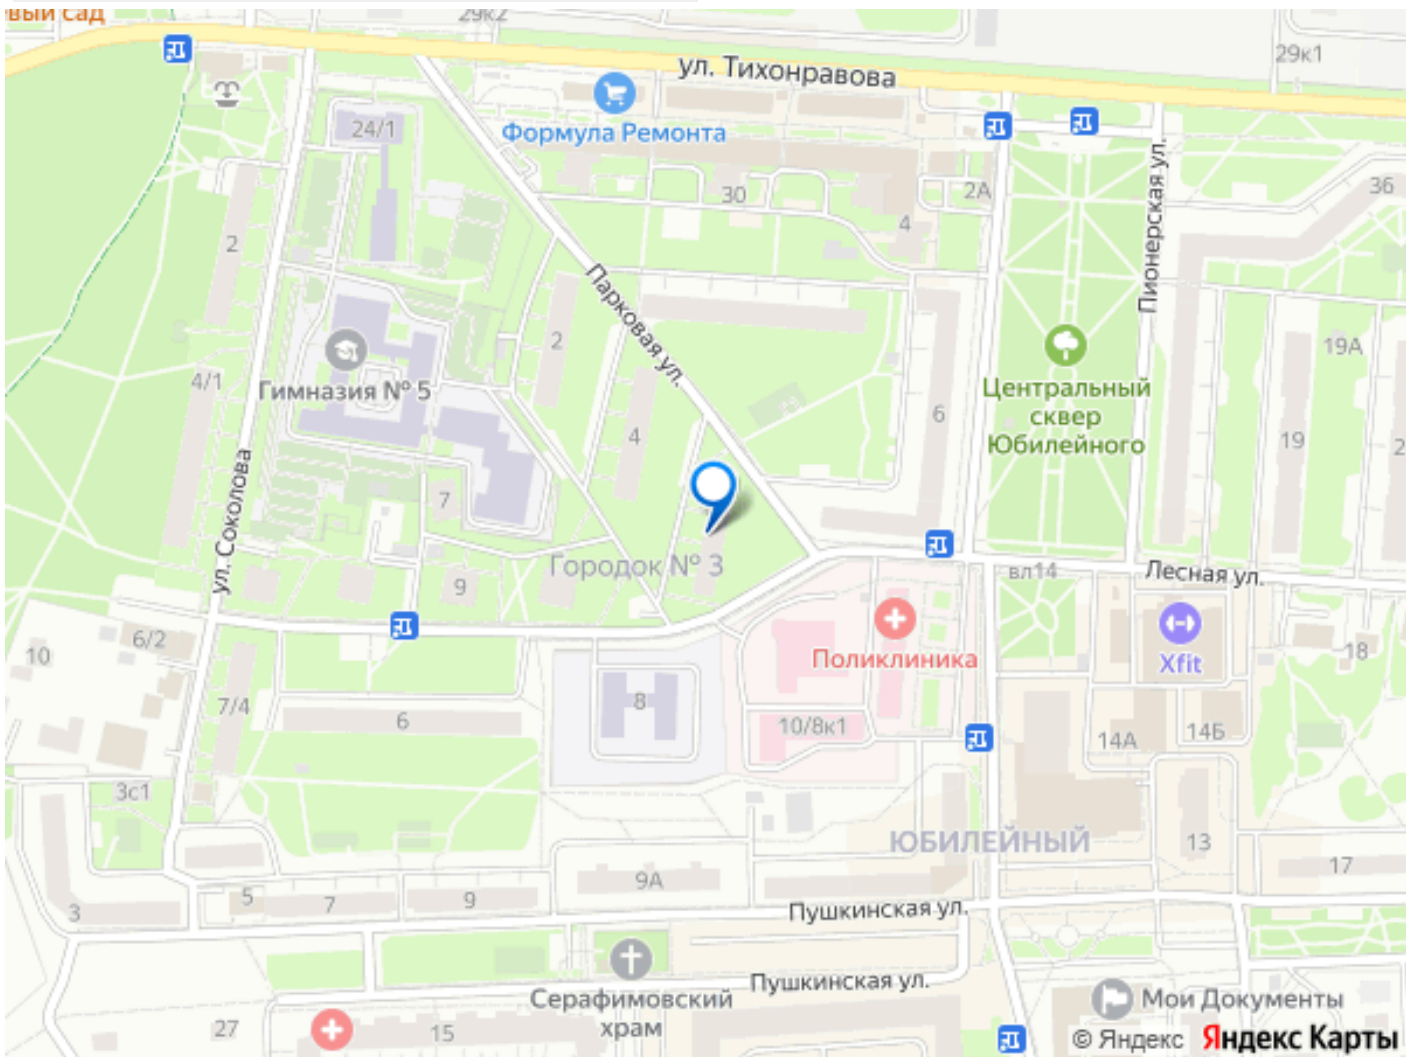 евый сад
29к2
29к1
ул. Тихонравова
24/1
Формула Ремонта
Пионерская ул.
30
2А
36
4
2
Парковая ул.
2
19А
Гимназия № 5
4/1
Центральный
сквер
Юбилейного
6
4
19
2
ул. Соколова
7
Городок № 3
9
вл14
Лесная ул.
6/2
10
Поликлиника
Xfit
18
7/4
6
8
10/8к1
14А
14Б
3с1
ЮБИЛЕЙНЫЙ
13
17
9А
5
7
9
3
Пушкинская ул.
Пушкинская ул.
Серафимовский
храм
Мои Документы
27
15
© Яндекс Яндекс Карты